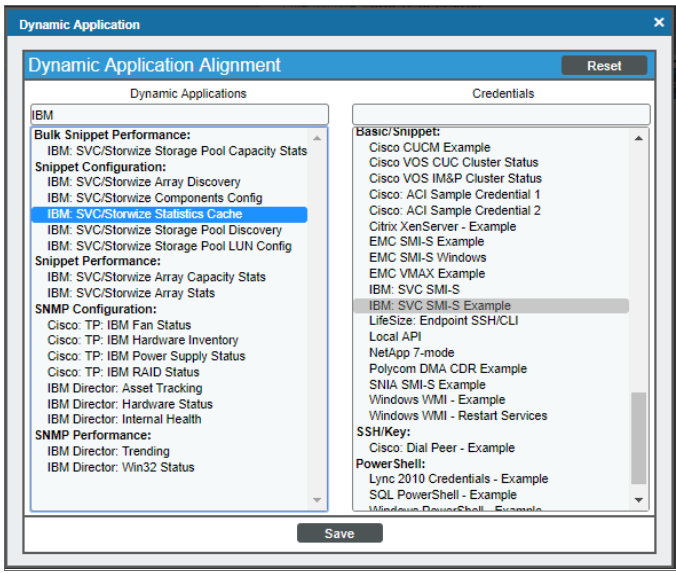 Dynamic Application
×
Dynamic Application Alignment
Reset
Dynamic Applications
IBM
Bulk Snippet Performance:
IBM: SVC/Storwize Storage Pool Capacity Stats
Snippet Configuration:
IBM: SVC/Storwize Array Discovery
IBM: SVC/Storwize Components Config
IBM: SVC/Storwize Statistics Cache
IBM: SVC/Storwize Storage Pool Discovery
IBM: SVC/Storwize Storage Pool LUN Config
Snippet Performance:
IBM: SVC/Storwize Array Capacity Stats
IBM: SVC/Storwize Array Stats
SNMP Configuration:
Cisco: TP: IBM Fan Status
Cisco: TP: IBM Hardware Inventory
Cisco: TP: IBM Power Supply Status
Cisco: TP: IBM RAID Status
IBM Director: Asset Tracking
IBM Director: Hardware Status
IBM Director: Internal Health
SNMP Performance:
IBM Director: Trending
IBM Director: Win32 Status
Credentials
Basic/Snippet:
Cisco CUCM Example
Cisco VOS CUC Cluster Status
Cisco VOS IM&P Cluster Status
Cisco: ACI Sample Credential 1
Cisco: ACI Sample Credential 2
Citrix XenServer - Example
EMC SMI-S Example
EMC SMI-S Windows
EMC VMAX Example
IBM: SVC SMI-S
IBM: SVC SMI-S Example
LifeSize: Endpoint SSH/CLI
Local API
NetApp 7-mode
Polycom DMA CDR Example
SNIA SMI-S Example
Windows WMI - Example
Windows WMI - Restart Services
SSH/Key:
Cisco: Dial Peer - Example
PowerShell:
Lync 2010 Credentials - Example
SQL PowerShell - Example
Windows PowerShell - Example
Save